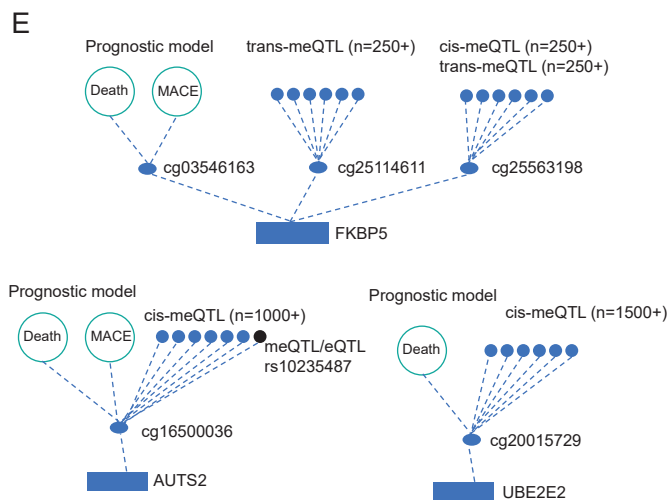 E
Prognostic model
trans-meQTL (n=250+)
cis-meQTL (n=250+)
trans-meQTL (n=250+)
Death
MACE
cg03546163
cg25114611
cg25563198
FKBP5
Prognostic model
cis-meQTL (n=1000+)
Death
MACE
meQTL/eQTL
rs10235487
cg16500036
AUTS2
Prognostic model
cis-meQTL (n=1500+)
Death
cg20015729
UBE2E2